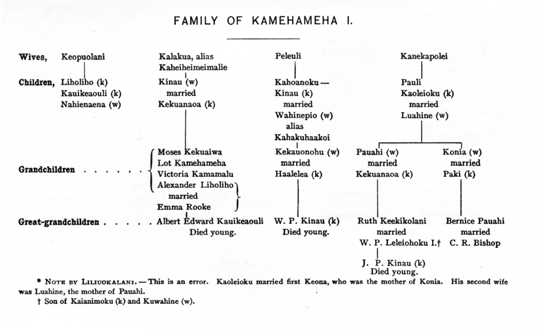 FAMILY OF KAMEHAMEHA I.
Wives, Keopuolani Kalakua, alias Peleuli Kanekapolei
Kaheiheimeimalie
Children, Liholiho (k) Kinau (w) Kahoanoku— Pauli
Kauikeaouli (k) married Kinau (k) Kaoleioku (k)
Nahienaena (w) Kekuanaoa (k) married married
Wahinepio (w) Luahine (w)
alias
Kahakuhaakoi
Moses Kekuaiwa Kekauonohu (w) Pauahi (w) Konia (w)
Lot Kamehameha married married married
Grandchildren . . . . . . Victoria Kamamalu Haalelea (k) Kekuanaoa (k) Paki (k)
Alexander Liholiho
married
Emma Rooke
Great-grandchildren . . . . . Albert Edward Kauikeaouli W. P. Kinau (k) Ruth Keekikolani Bernice Pauahi
Died young. Died young. married married
W. P. Leleiohoku I.† C. R. Bishop
J. P. Kinau (k)
Died young.
* NOTE BY LILIUOKALANI. — This is an error. Kaoleioku married first Keona, who was the mother of Konia. His second wife
was Luahine, the mother of Pauahi.
† Son of Kaianimoku (k) and Kuwahine (w).